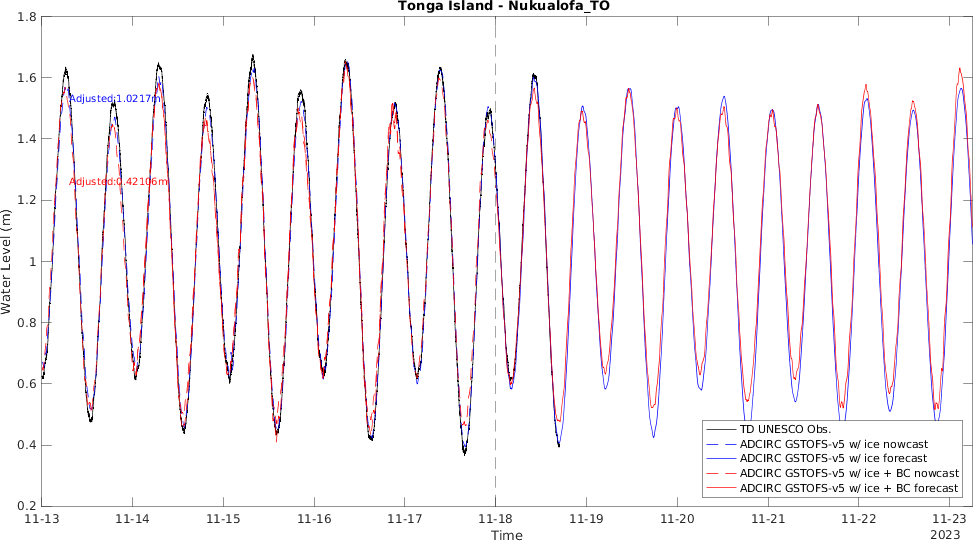 Tonga Island - Nukualofa_TO
1.8
1.6
1.4
1.2
1
0.8
0.6
0.4
0.2
Water Level (m)
Adjusted:1.0217m
Adjusted:0.42106m
TD UNESCO Obs.
ADCIRC GSTOFS-v5 w/ ice nowcast
ADCIRC GSTOFS-v5 w/ ice forecast
ADCIRC GSTOFS-v5 w/ ice + BC nowcast
ADCIRC GSTOFS-v5 w/ ice + BC forecast
11-13 11-14 11-15 11-16 11-17 11-18 11-19 11-20 11-21 11-22 11-23
2023
Time